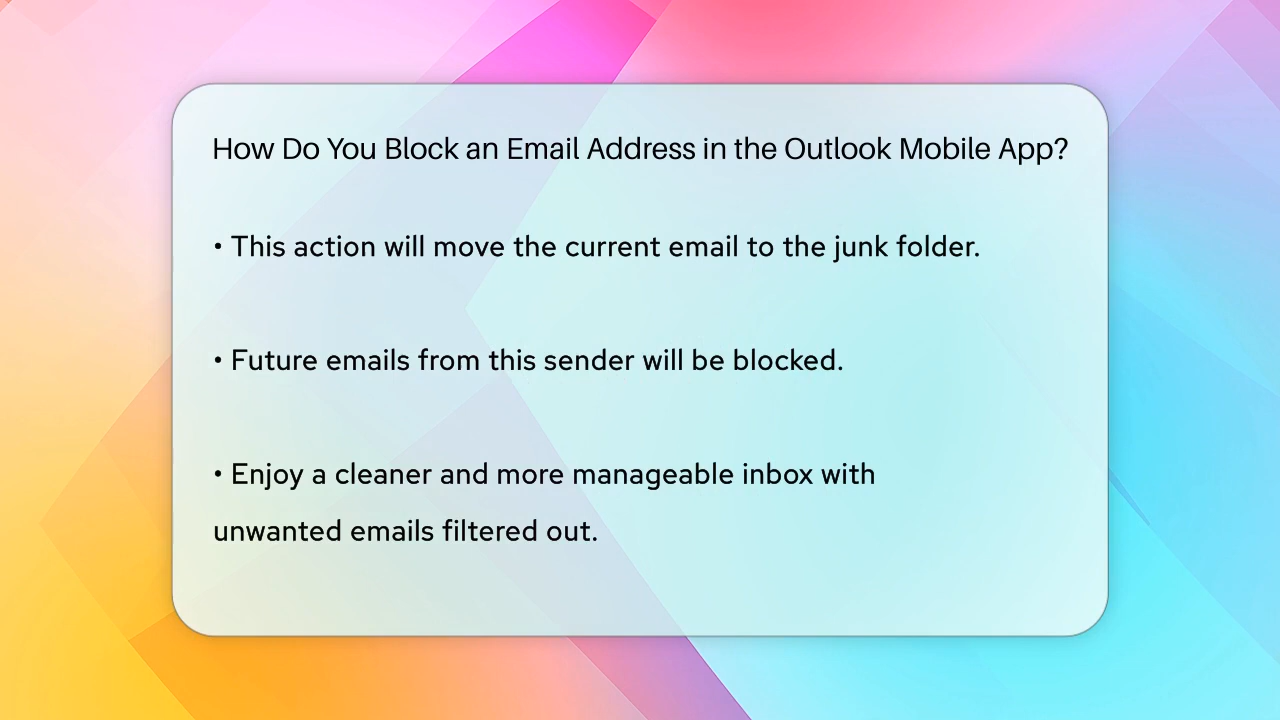 How Do You Block an Email Address in the Outlook Mobile App?
• This action will move the current email to the junk folder.
• Future emails from this sender will be blocked.
• Enjoy a cleaner and more manageable inbox with
unwanted emails filtered out.